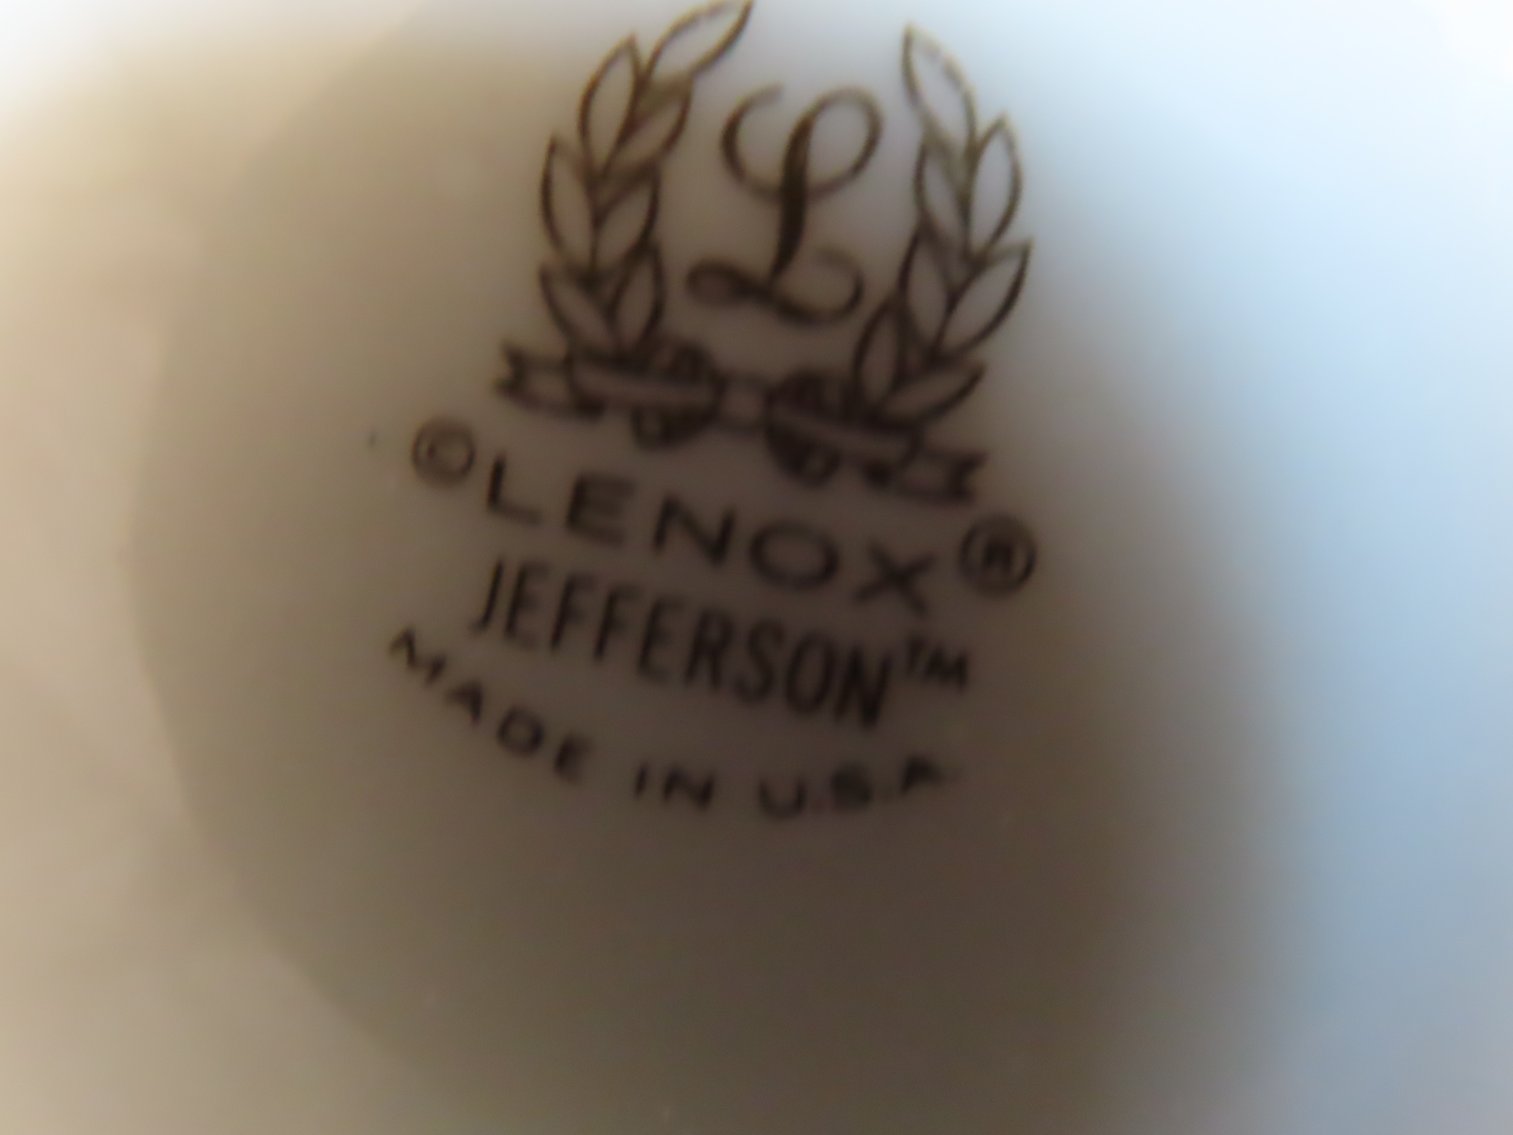 L
©LENOX®
JEFFERSON™
MADE IN U.S.A.